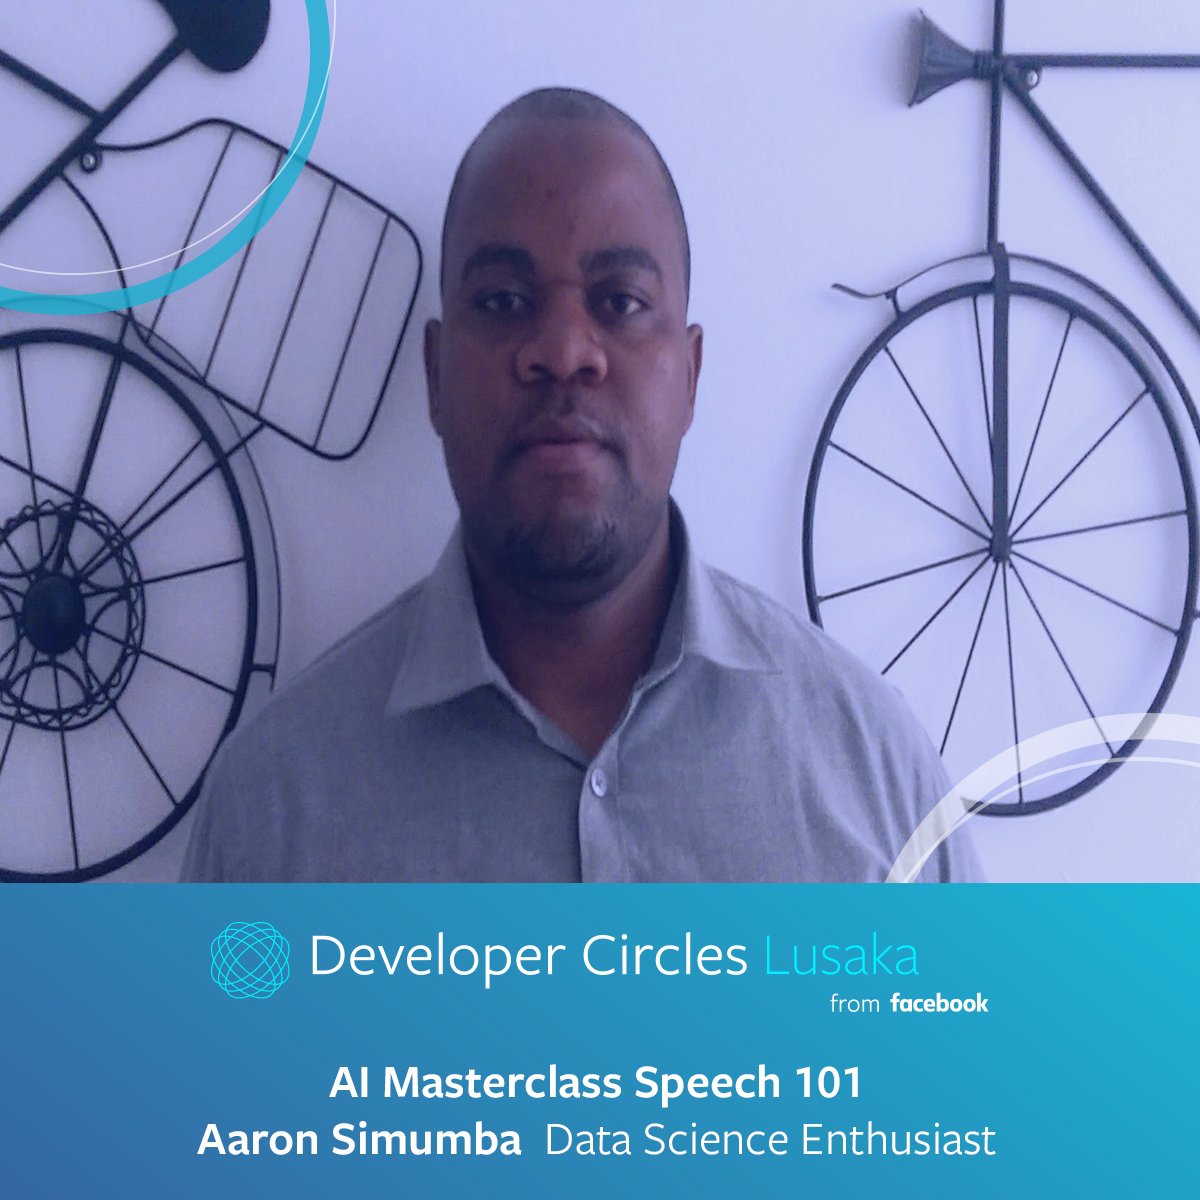 Developer Circles Lusaka
from facebook
AI Masterclass Speech 101
Aaron Simumba Data Science Enthusiast